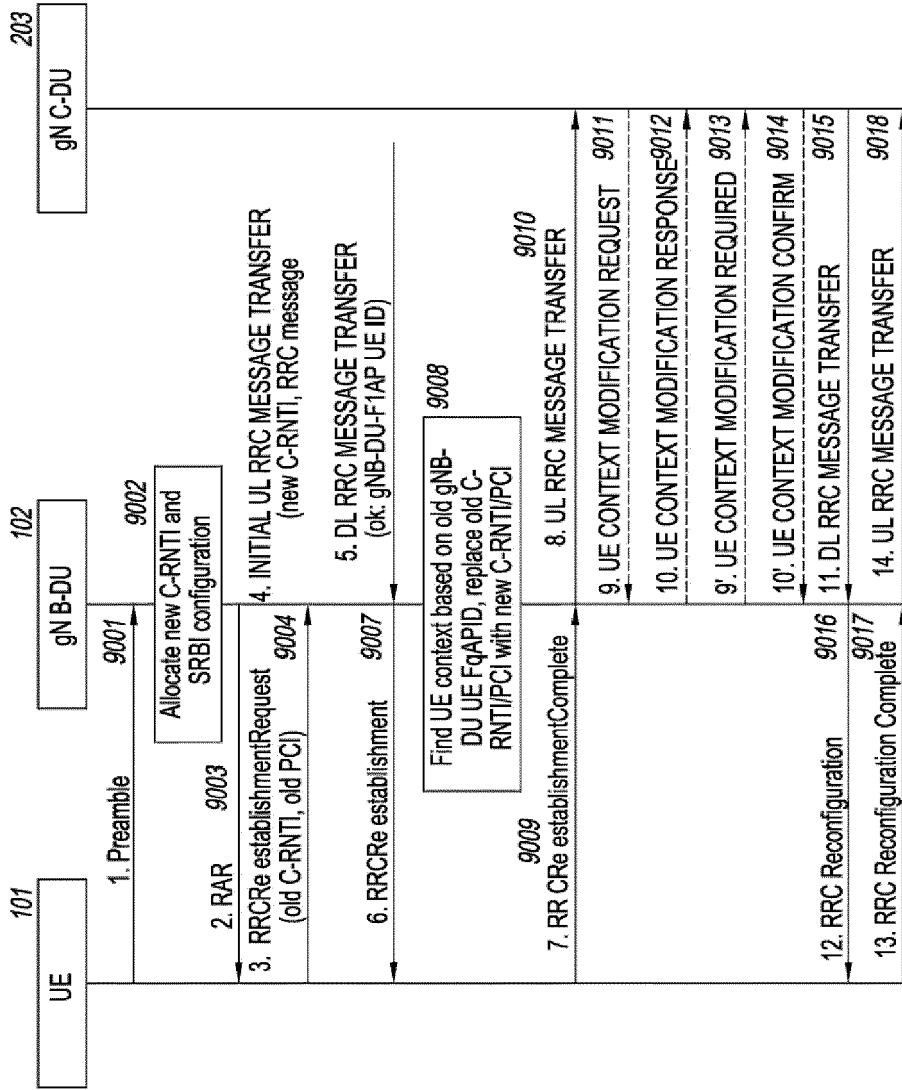 101
UE
102
gN B-DU
203
gN C-DU
1. Preamble
9001
9002
Allocate new C-RNTI and
SRBI configuration
2. RAR
9003
3. RRCRe establishmentRequest
(old C-RNTI, old PCI)
9004
4. INITIAL UL RRC MESSAGE TRANSFER
(new C-RNTI, RRC message
5. DL RRC MESSAGE TRANSFER
(ok: gNB-DU-F1AP UE ID)
6. RRCRe establishment
9007
9008
Find UE context based on old gNB-
DU UE FqAPID, replace old C-
RNTI/PCI with new C-RNTI/PCI
9009
7. RR CRe establishmentComplete
8. UL RRC MESSAGE TRANSFER
9010
9. UE CONTEXT MODIFICATION REQUEST
9011
10. UE CONTEXT MODIFICATION RESPONSE
9012
9'. UE CONTEXT MODIFICATION REQUIRED
9013
10'. UE CONTEXT MODIFICATION CONFIRM
9014
11. DL RRC MESSAGE TRANSFER
9015
12. RRC Reconfiguration
9016
13. RRC Reconfiguration Complete
9017
14. UL RRC MESSAGE TRANSFER
9018